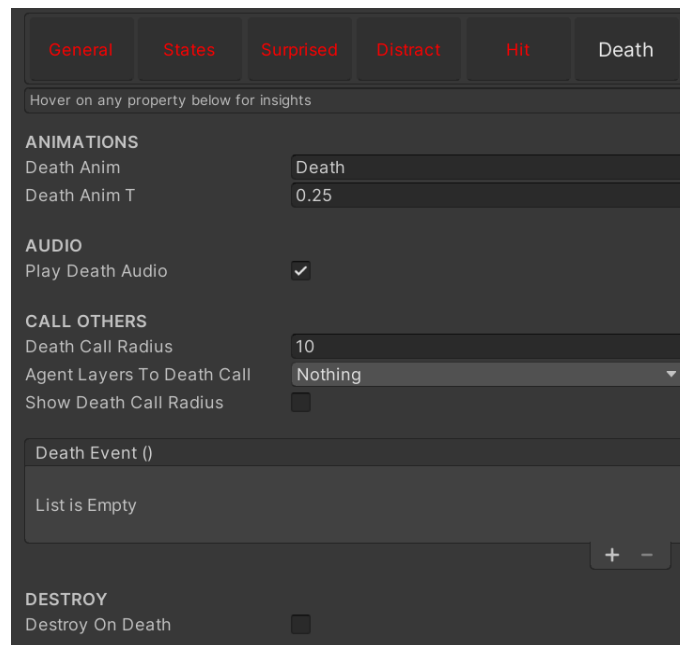 General States Surprised Distract Hit Death
Hover on any property below for insights
ANIMATIONS
Death Anim Death
Death Anim T 0.25
AUDIO
Play Death Audio
CALL OTHERS
Death Call Radius 10
Agent Layers To Death Call Nothing
Show Death Call Radius
Death Event ()
List is Empty
+ −
DESTROY
Destroy On Death